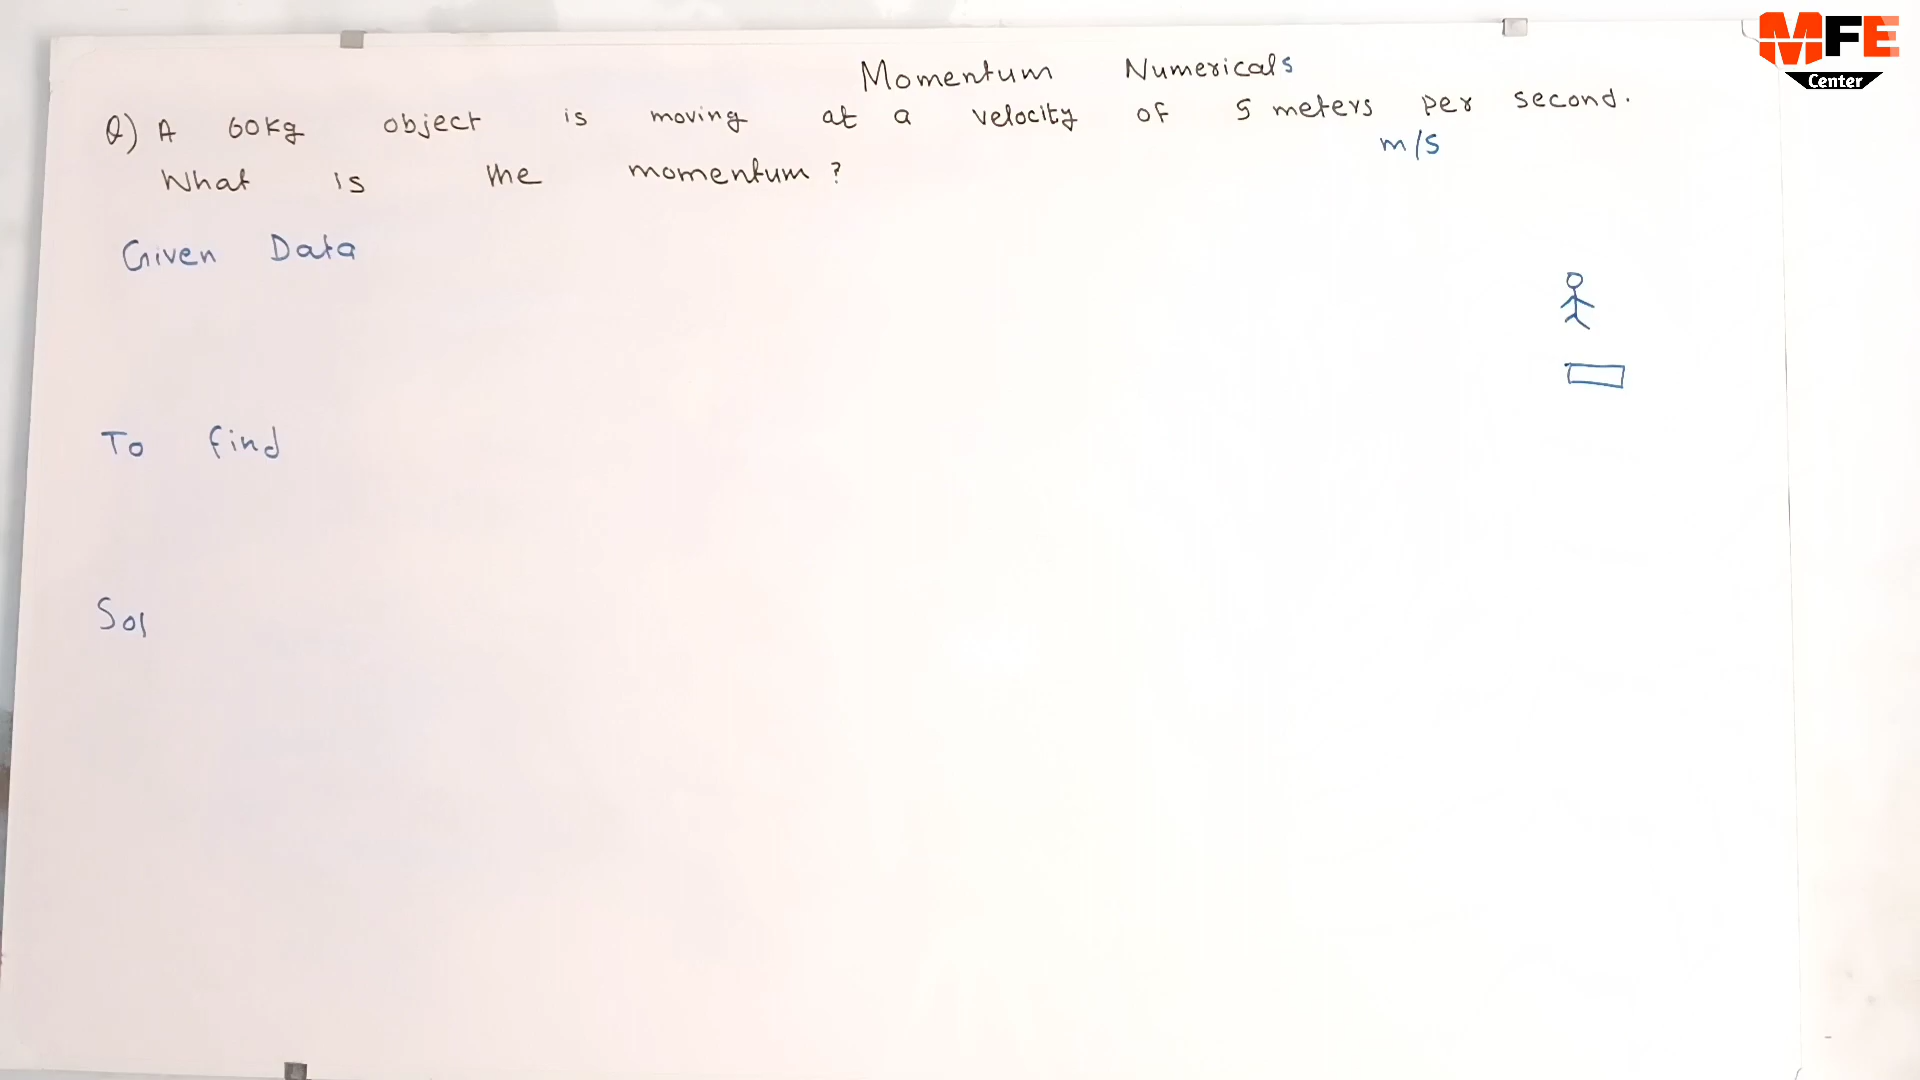 MFE
Center
Momentum Numericals
Q) A 60kg object is moving at a velocity of 5 meters per second.
m/s
What is the momentum ?
Given Data
To find
Sol